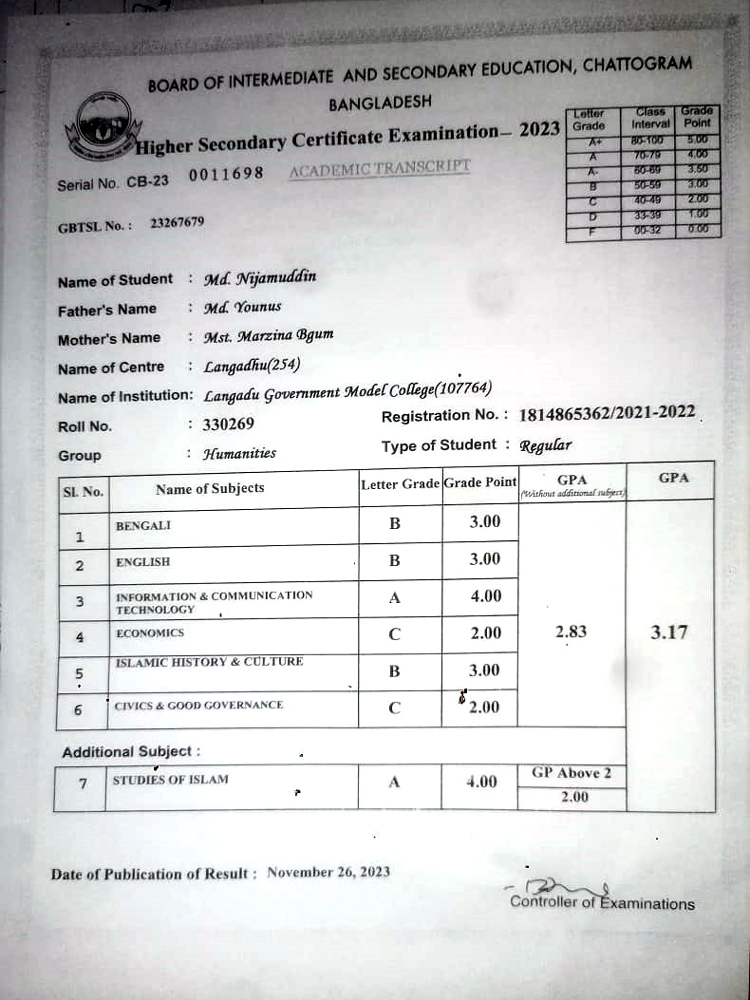 BOARD OF INTERMEDIATE AND SECONDARY EDUCATION, CHATTOGRAM
BANGLADESH
Higher Secondary Certificate Examination– 2023
Serial No. CB-23 0011698 ACADEMIC TRANSCRIPT
Letter Grade Class Interval Grade Point
A+ 80-100 5.00
A 70-79 4.00
A- 60-69 3.50
B 50-59 3.00
C 40-49 2.00
D 33-39 1.00
F 00-32 0.00
GBTSL No. : 23267679
Name of Student : Md. Nijamuddin
Father's Name : Md. Younus
Mother's Name : Mst. Marzina Bgum
Name of Centre : Langadhu(254)
Name of Institution: Langadu Government Model College(107764)
Roll No. : 330269 Registration No. : 1814865362/2021-2022
Group : Humanities Type of Student : Regular
Sl. No. Name of Subjects Letter Grade Grade Point GPA (Without additional subject) GPA
1 BENGALI B 3.00
2 ENGLISH B 3.00
3 INFORMATION & COMMUNICATION TECHNOLOGY A 4.00
4 ECONOMICS C 2.00 2.83 3.17
5 ISLAMIC HISTORY & CULTURE B 3.00
6 CIVICS & GOOD GOVERNANCE C 2.00
Additional Subject :
7 STUDIES OF ISLAM A 4.00 GP Above 2
2.00
Date of Publication of Result : November 26, 2023
Controller of Examinations